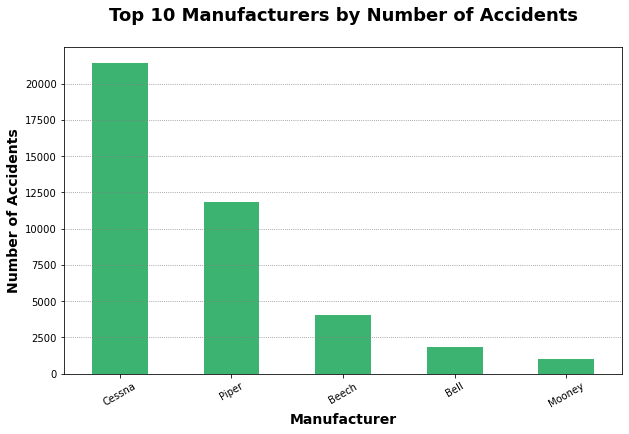 Top 10 Manufacturers by Number of Accidents
Number of Accidents
20000
17500
15000
12500
10000
7500
5000
2500
0
Cessna
Piper
Beech
Bell
Mooney
Manufacturer